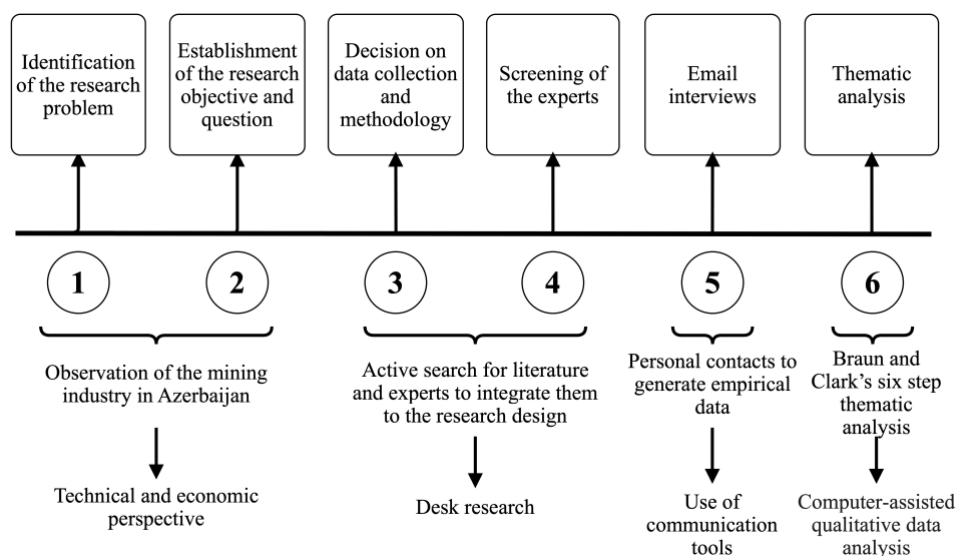 Identification
of the research
problem
Establishment
of the research
objective and
question
Decision on
data collection
and
methodology
Screening of
the experts
Email
interviews
Thematic
analysis
1
2
3
4
5
6
Observation of the mining
industry in Azerbaijan
Active search for literature
and experts to integrate them
to the research design
Personal contacts to
generate empirical
data
Braun and
Clark's six step
thematic
analysis
Technical and economic
perspective
Desk research
Use of
communication
tools
Computer-assisted
qualitative data
analysis